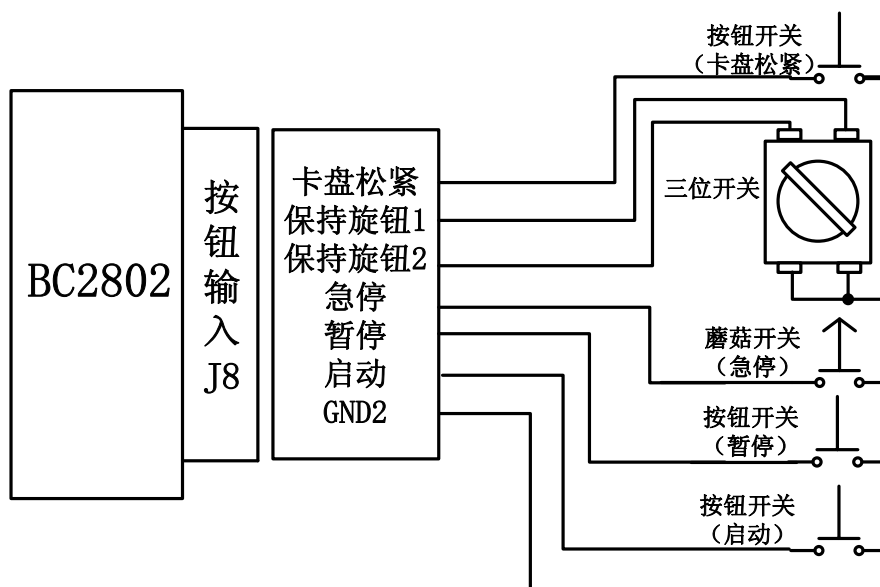 BC2802
按钮输入J8
卡盘松紧
保持旋钮1
保持旋钮2
急停
暂停
启动
GND2
按钮开关
（卡盘松紧）
三位开关
蘑菇开关
（急停）
按钮开关
（暂停）
按钮开关
（启动）